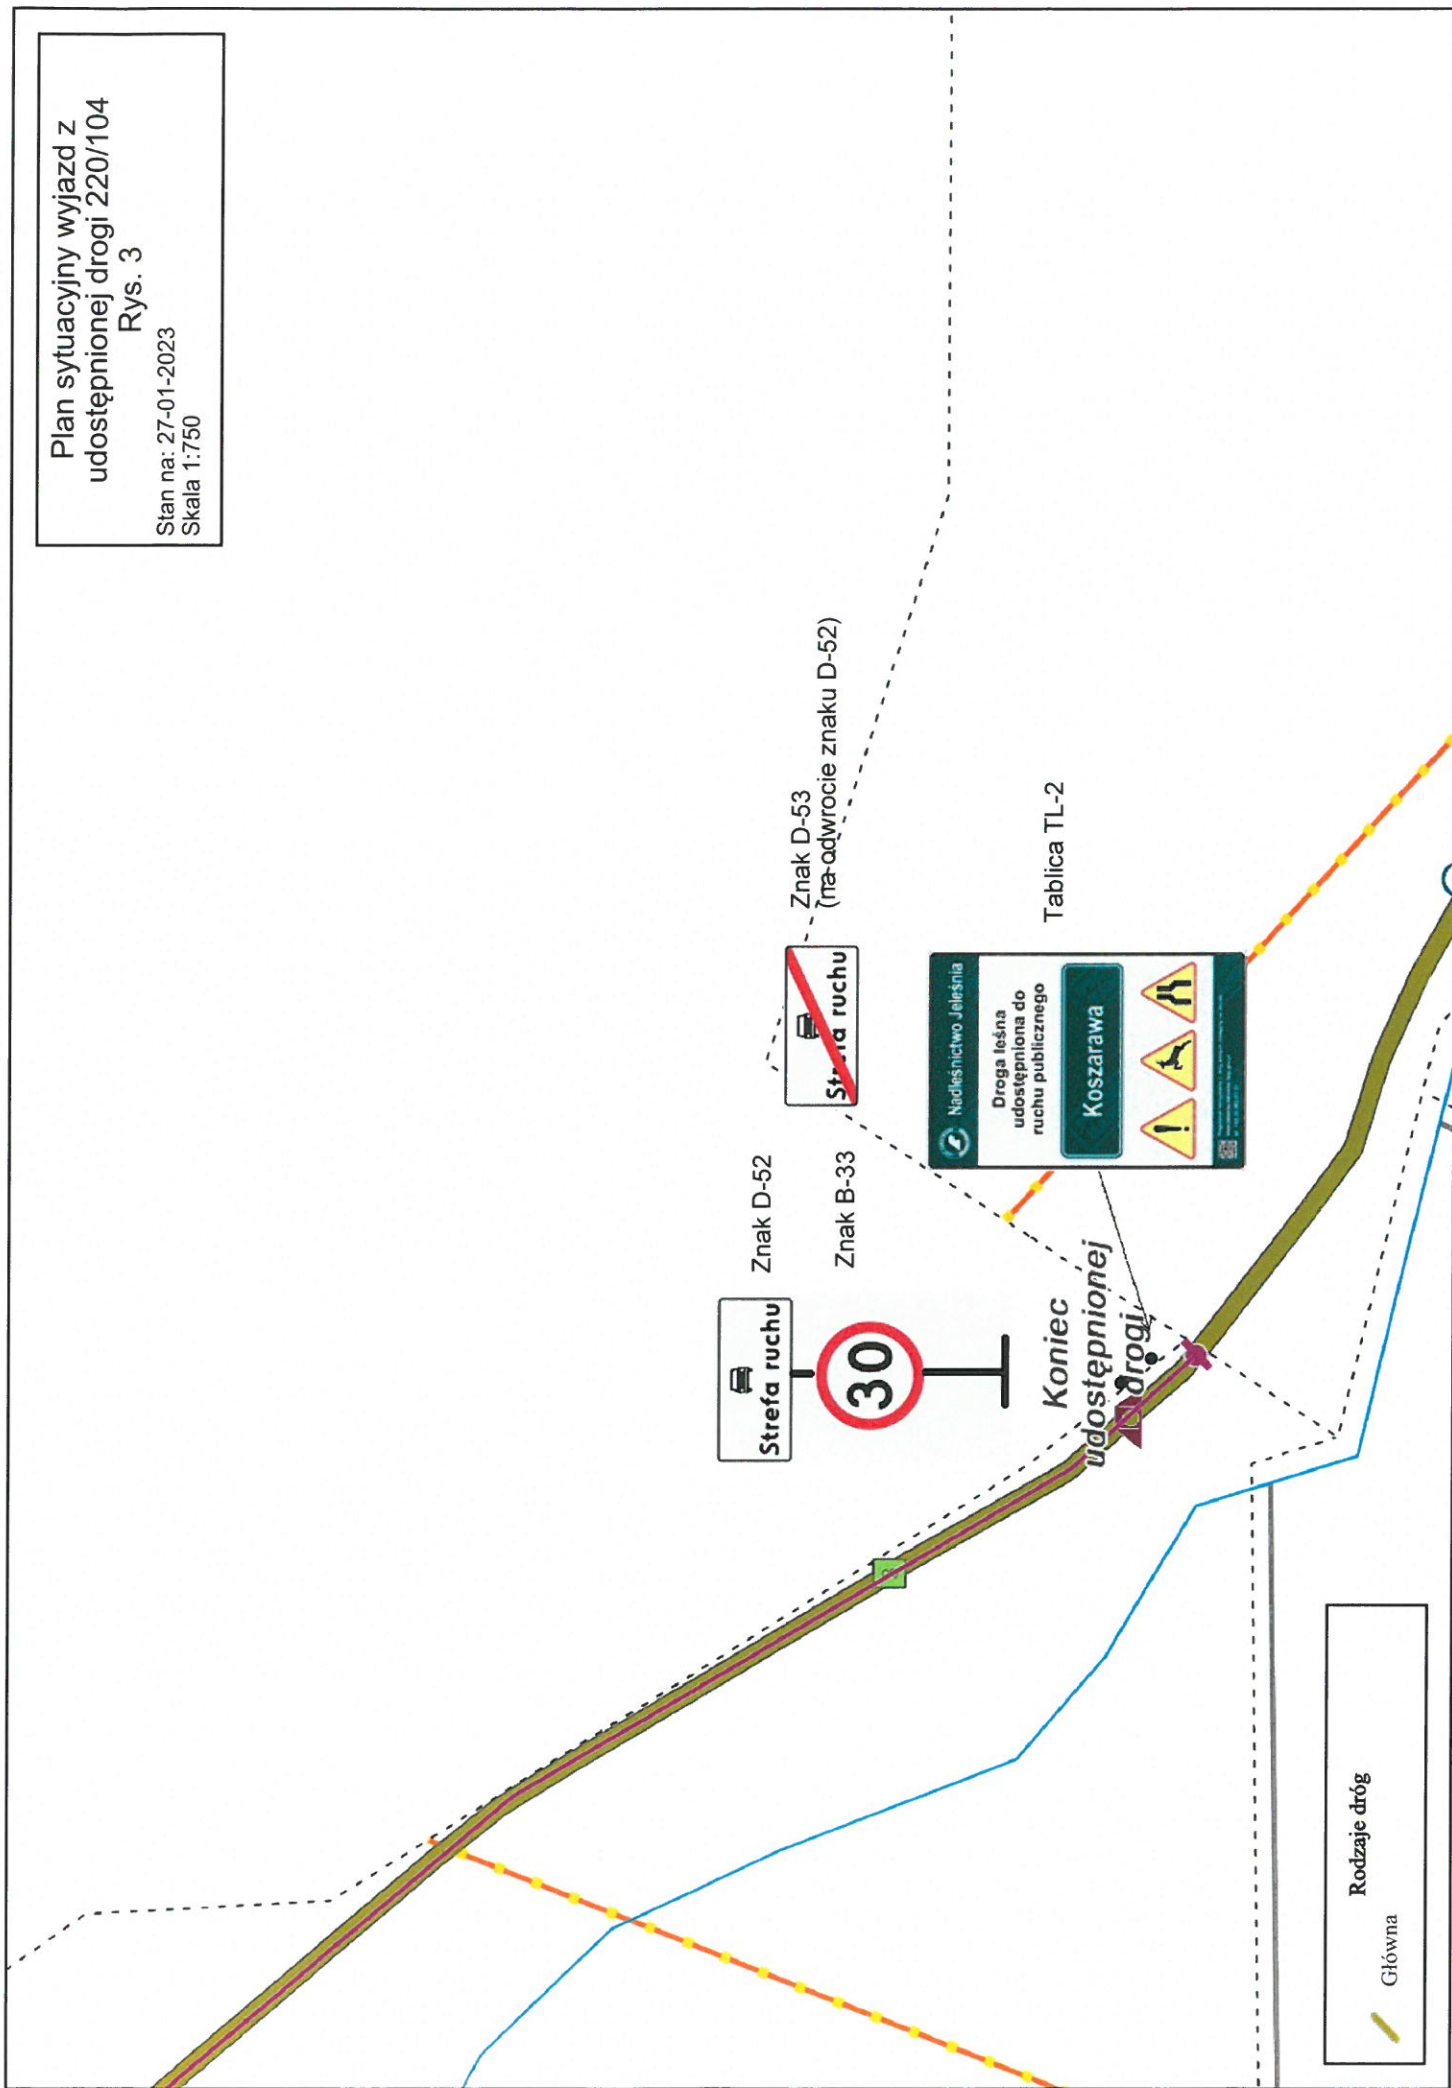 Plan sytuacyjny wyjazd z
udostępnionej drogi 220/104
Rys. 3
Stan na: 27-01-2023
Skala 1:750
Znak D-52
Znak B-33
Strefa ruchu
30
Znak D-53
(na odwrocie znaku D-52)
Strefa ruchu
Tablica TL-2
Nadleśnictwo Jeleśnia
Droga leśna
udostępniona do
ruchu publicznego
Koszarawa
Koniec
udostępnionej
drogi
Rodzaje dróg
Główna